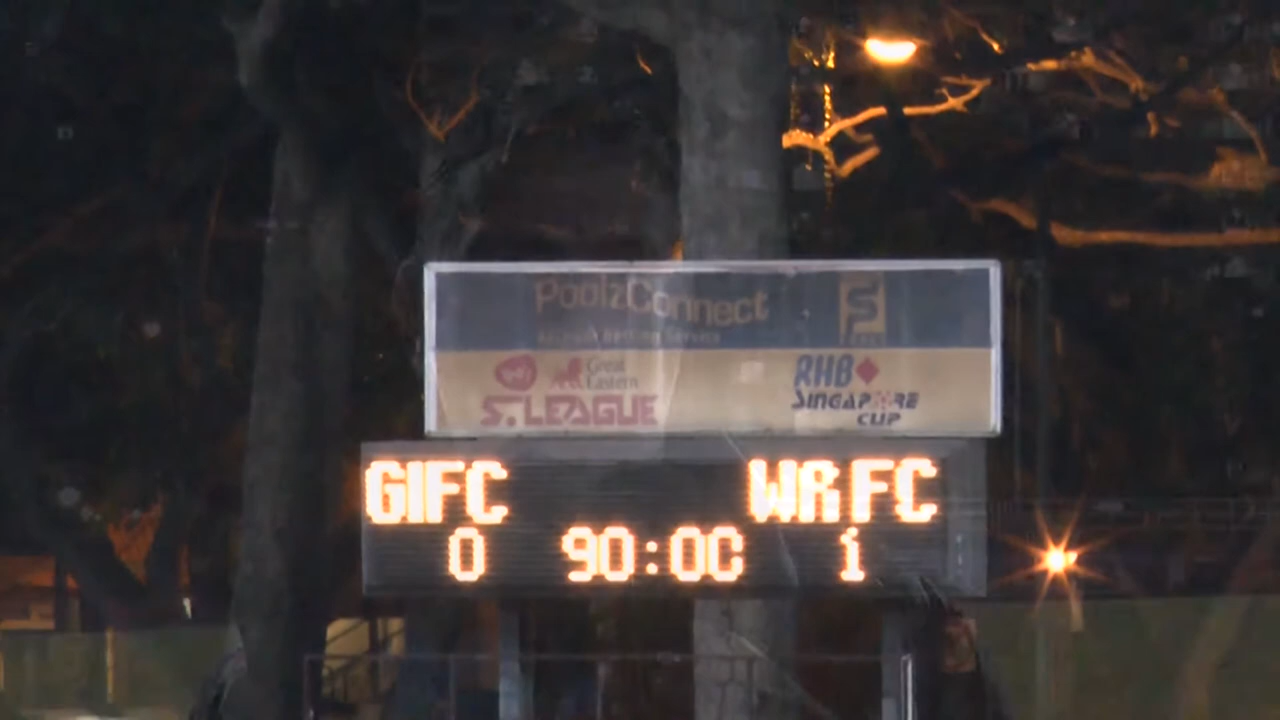 PoolzConnect
Great
Eastern
S.LEAGUE
RHB
SINGAPORE
CUP
GIFC WRFC
0 90:00 1